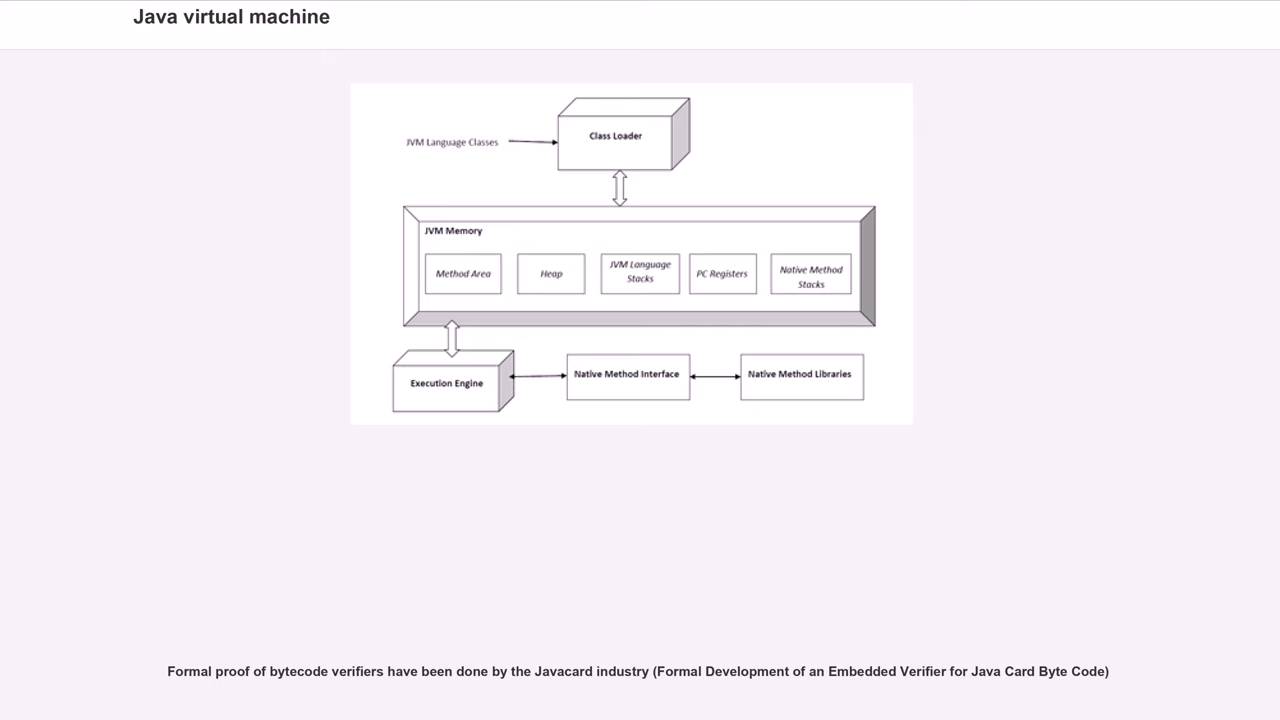 Java virtual machine
JVM Language Classes
Class Loader
JVM Memory
Method Area
Heap
JVM Language
Stacks
PC Registers
Native Method
Stacks
Execution Engine
Native Method Interface
Native Method Libraries
Formal proof of bytecode verifiers have been done by the Javacard industry (Formal Development of an Embedded Verifier for Java Card Byte Code)